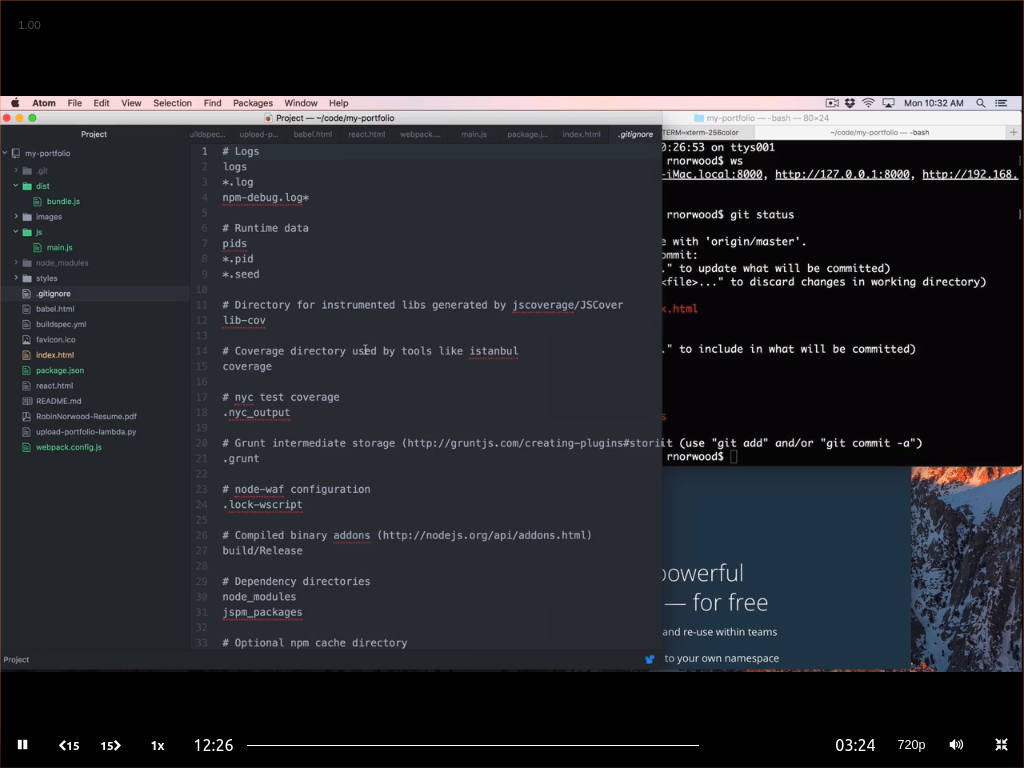 1.00
Atom File Edit View Selection Find Packages Window Help Mon 10:32 AM
Project — ~/code/my-portfolio
my-portfolio — -bash — 80×24
Project
uildspec... upload-p... babel.html react.html webpack.... main.js package.j... index.html .gitignore
TERM=xterm-256color
~/code/my-portfolio — -bash
my-portfolio
.git
dist
bundle.js
images
js
main.js
node_modules
styles
.gitignore
babel.html
buildspec.yml
favicon.ico
index.html
package.json
react.html
README.md
RobinNorwood-Resume.pdf
upload-portfolio-lambda.py
webpack.config.js
1 # Logs
2 logs
3 *.log
4 npm-debug.log*
5
6 # Runtime data
7 pids
8 *.pid
9 *.seed
10
11 # Directory for instrumented libs generated by jscoverage/JSCover
12 lib-cov
13
14 # Coverage directory used by tools like istanbul
15 coverage
16
17 # nyc test coverage
18 .nyc_output
19
20 # Grunt intermediate storage (http://gruntjs.com/creating-plugins#stori
21 .grunt
22
23 # node-waf configuration
24 .lock-wscript
25
26 # Compiled binary addons (http://nodejs.org/api/addons.html)
27 build/Release
28
29 # Dependency directories
30 node_modules
31 jspm_packages
32
33 # Optional npm cache directory
0:26:53 on ttys001
rnorwood$ ws
-iMac.local:8000, http://127.0.0.1:8000, http://192.168.
rnorwood$ git status
e with 'origin/master'.
ommit:
." to update what will be committed)
<file>..." to discard changes in working directory)
x.html
." to include in what will be committed)
s
it (use "git add" and/or "git commit -a")
rnorwood$
powerful
— for free
and re-use within teams
to your own namespace
Project
15 15 1x 12:26 03:24 720p